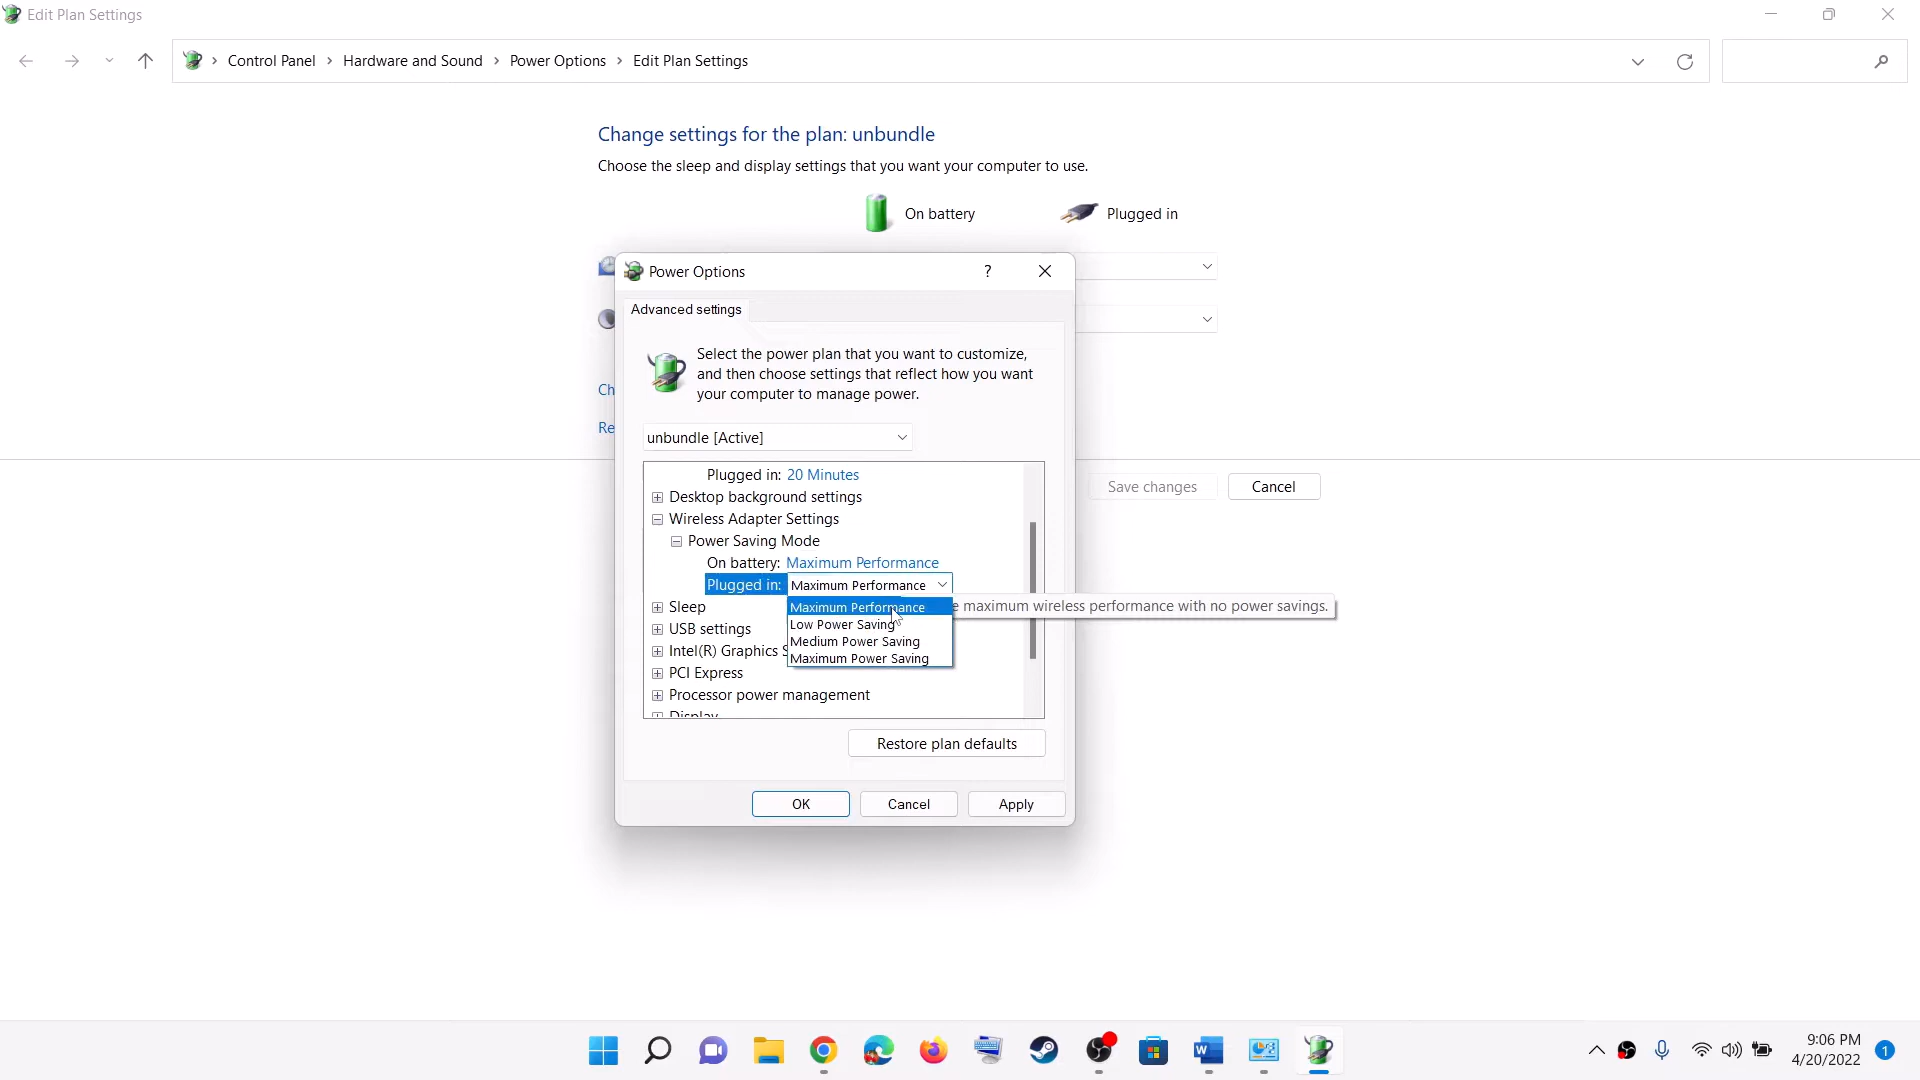 Edit Plan Settings
Control Panel > Hardware and Sound > Power Options > Edit Plan Settings
Change settings for the plan: unbundle
Choose the sleep and display settings that you want your computer to use.
On battery
Plugged in
Power Options
?
Advanced settings
Select the power plan that you want to customize,
and then choose settings that reflect how you want
your computer to manage power.
Ch
Re
unbundle [Active]
Plugged in: 20 Minutes
Desktop background settings
Wireless Adapter Settings
Power Saving Mode
On battery: Maximum Performance
Plugged in: Maximum Performance
Maximum Performance
Low Power Saving
Medium Power Saving
Maximum Power Saving
maximum wireless performance with no power savings.
Sleep
USB settings
Intel(R) Graphics S
PCI Express
Processor power management
Display
Restore plan defaults
OK
Cancel
Apply
Save changes
Cancel
9:06 PM
4/20/2022
1